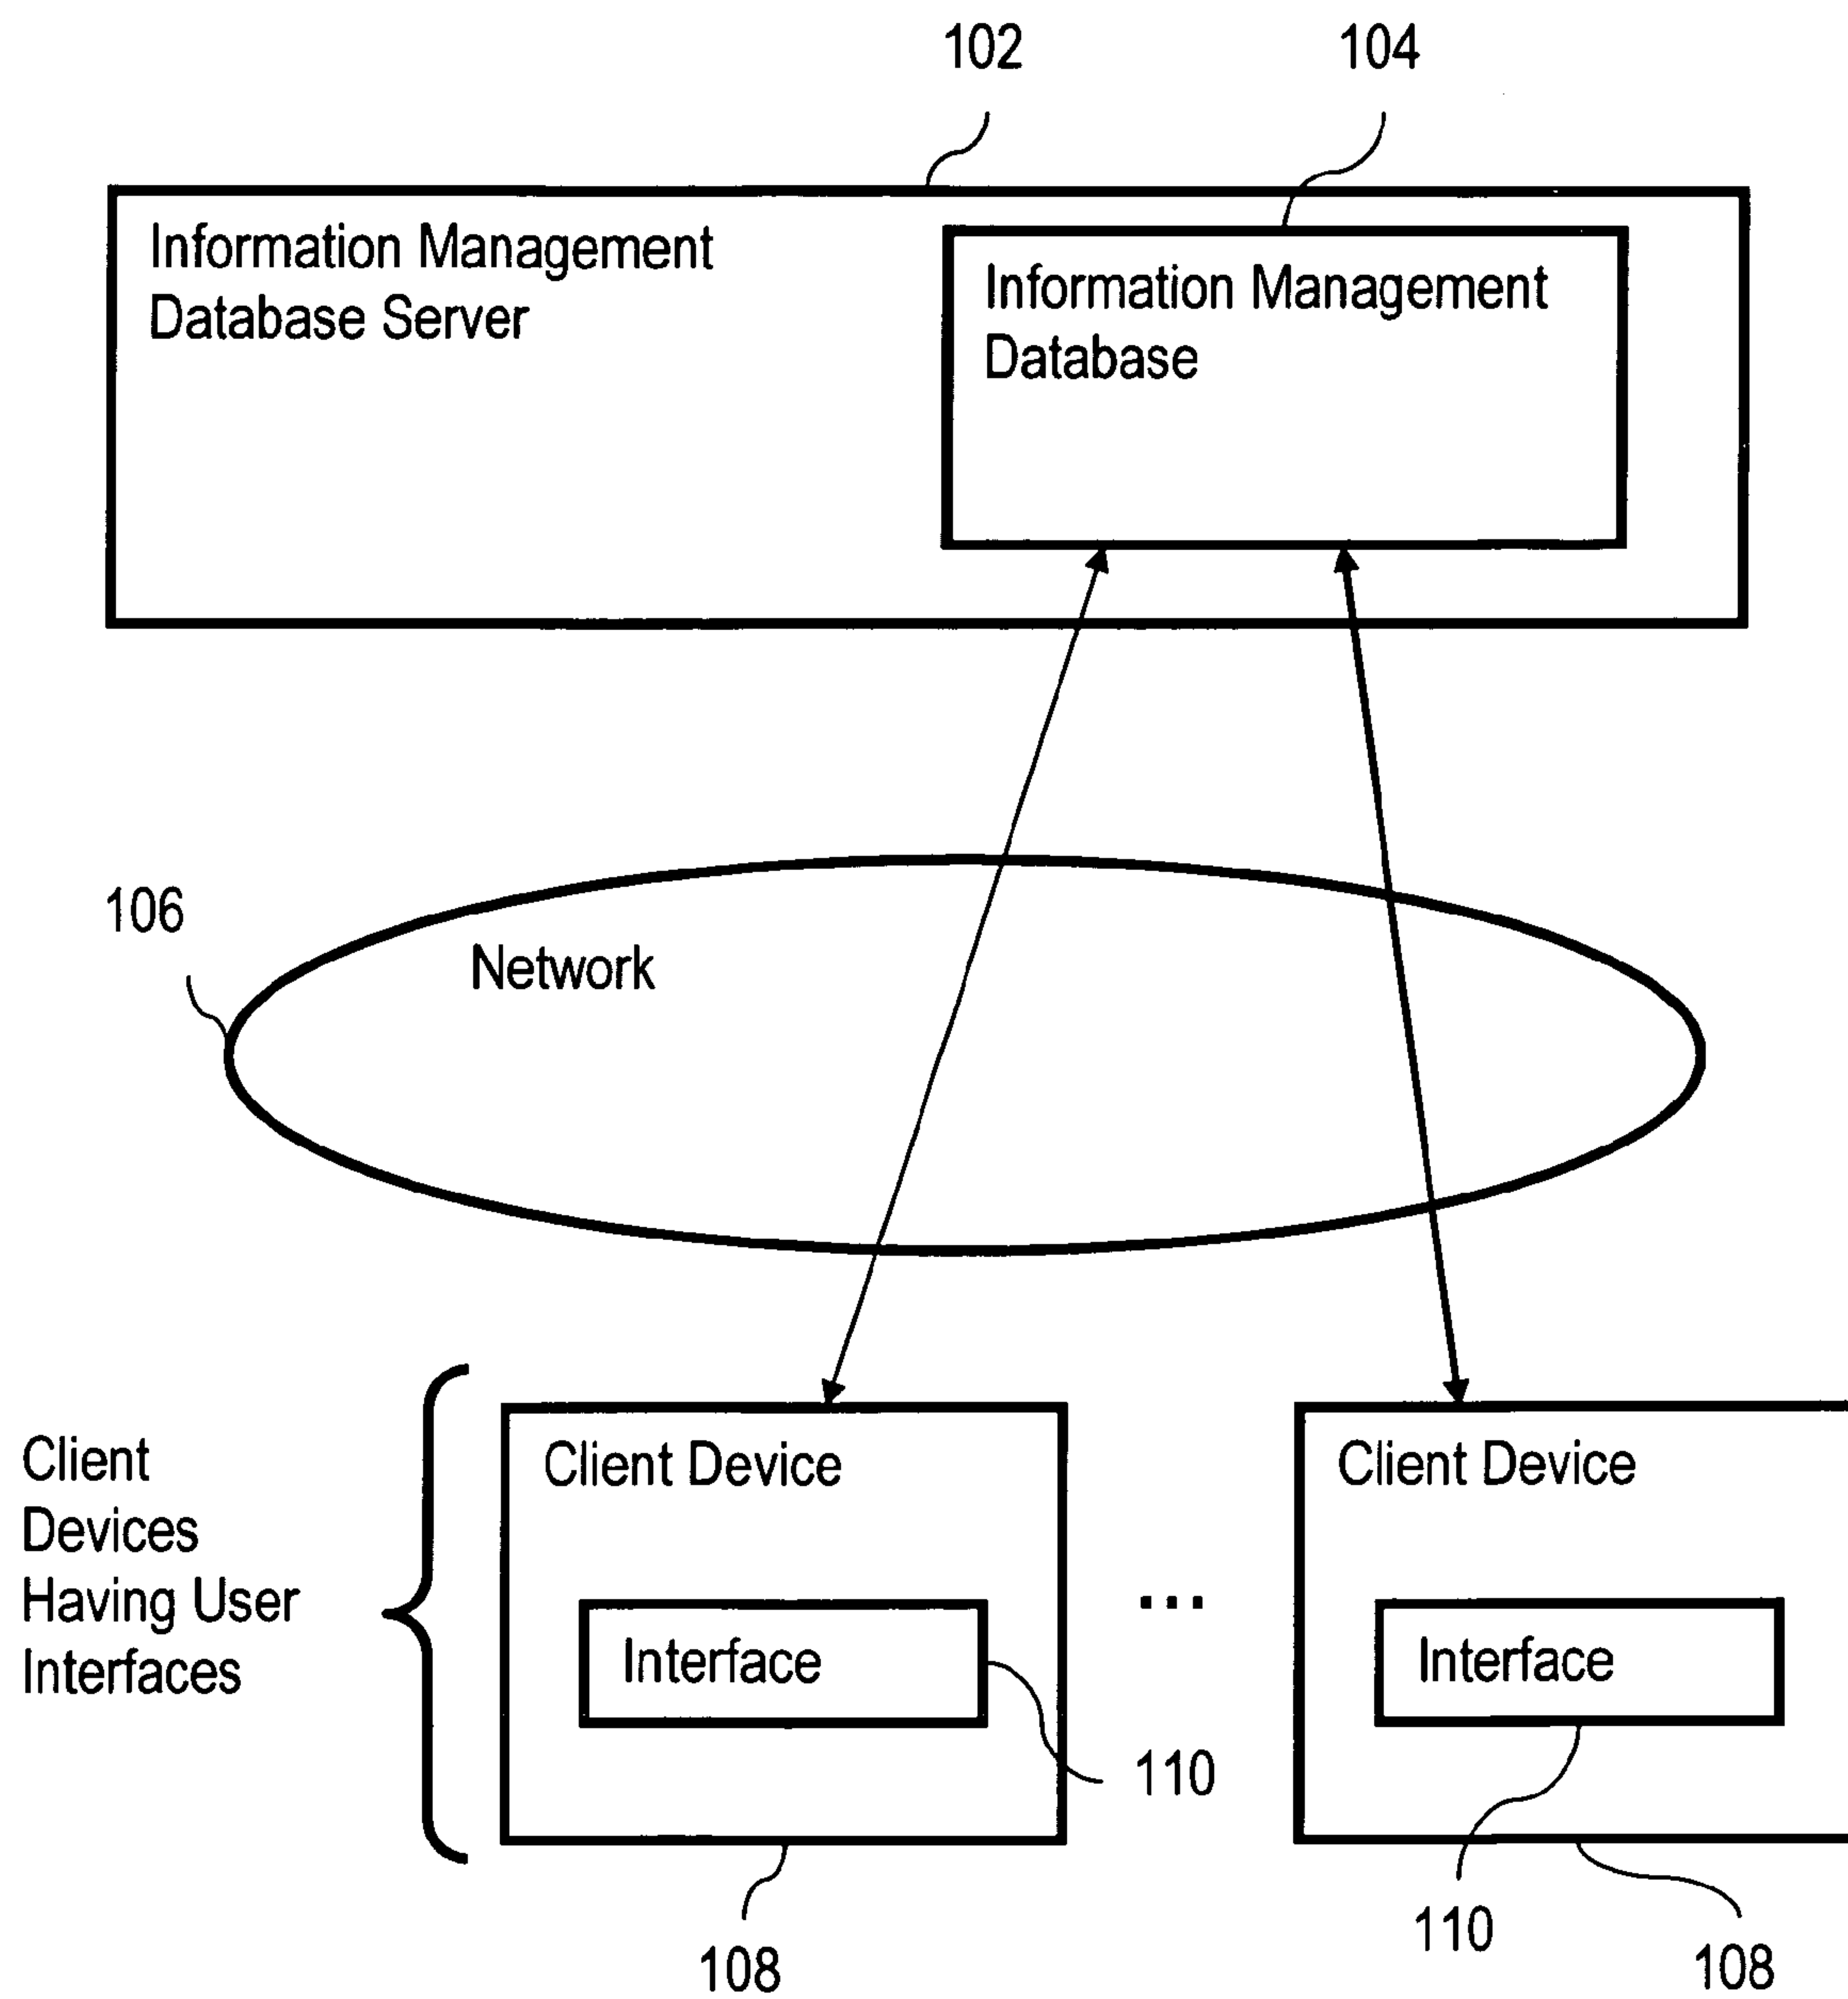 102
104
Information Management
Database Server
Information Management
Database
106
Network
Client
Devices
Having User
Interfaces
Client Device
Interface
110
108
...
Client Device
Interface
110
108